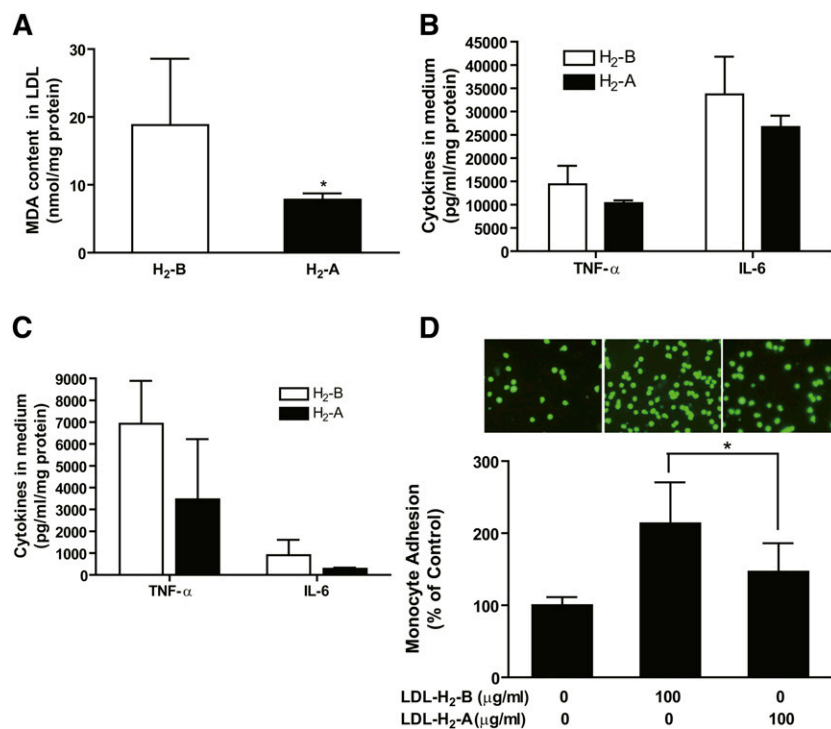 A
MDA content in LDL
(nmol/mg protein)
30
20
10
0
*
H₂-B
H₂-A
B
Cytokines in medium
(pg/ml/mg protein)
45000
40000
35000
30000
25000
20000
15000
10000
5000
0
H₂-B
H₂-A
TNF-α
IL-6
C
Cytokines in medium
(pg/ml/mg protein)
9000
8000
7000
6000
5000
4000
3000
2000
1000
0
H₂-B
H₂-A
TNF-α
IL-6
D
Monocyte Adhesion
(% of Control)
300
200
100
0
*
LDL-H₂-B (μg/ml) 0 100 0
LDL-H₂-A(μg/ml) 0 0 100